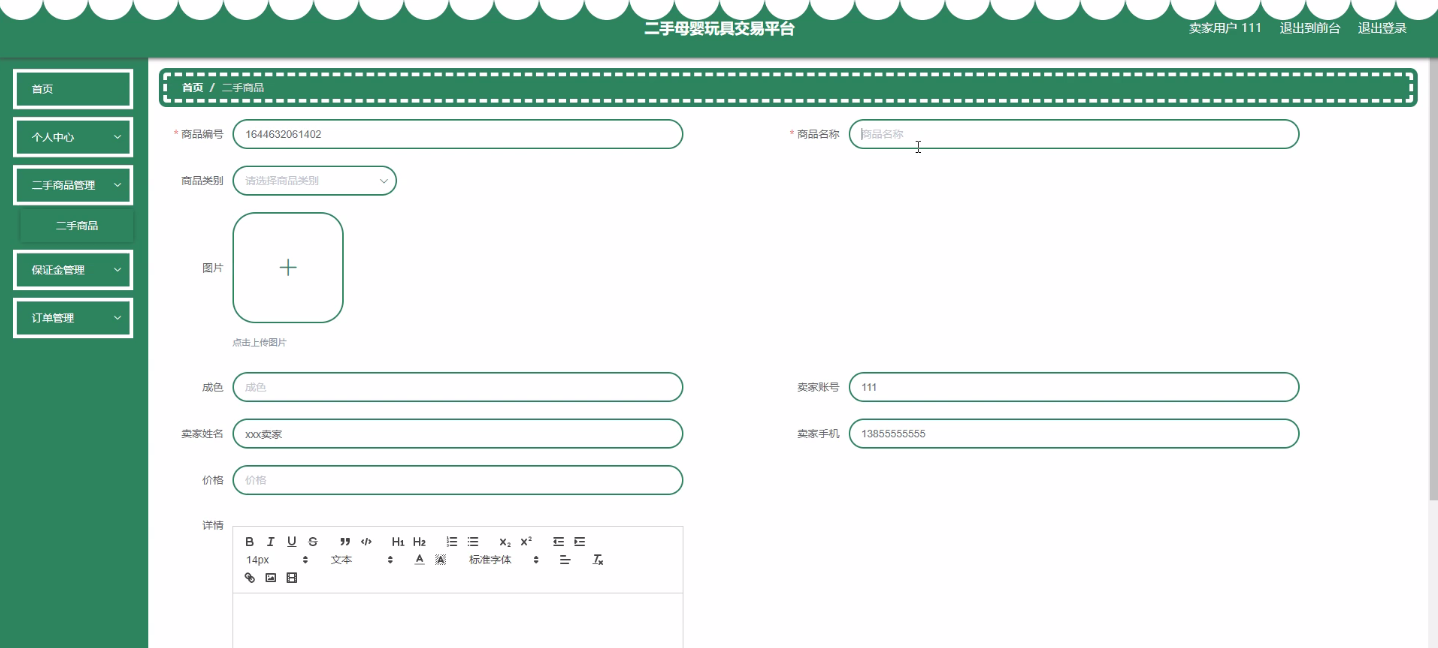 二手母婴玩具交易平台
卖家用户 111 退出到前台 退出登录
首页
个人中心
二手商品管理
二手商品
保证金管理
订单管理
首页 / 二手商品
* 商品编号 1644632061402
* 商品名称 商品名称
商品类别 请选择商品类别
图片
点击上传图片
成色 成色
卖家账号 111
卖家姓名 xxx卖家
卖家手机 13855555555
价格 价格
详情
B I U S H1 H2 X2 X2
14px 文本 A A 标准字体 Tx